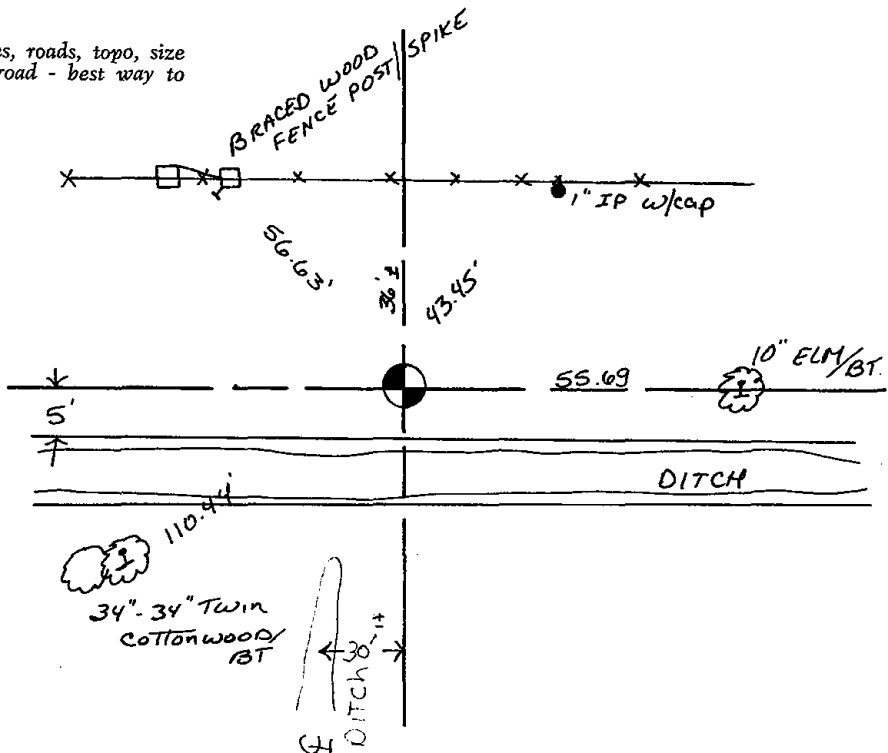 es, roads, topo, size
road - best way to
BRACED WOOD
FENCE POST/SPIKE
1" IP w/cap
56.63'
36'±
43.45'
10" ELM/BT.
55.69
5'
DITCH
110.44'
34"-34" Twin
COTTONWOOD/
BT
30'±
DITCH
℄